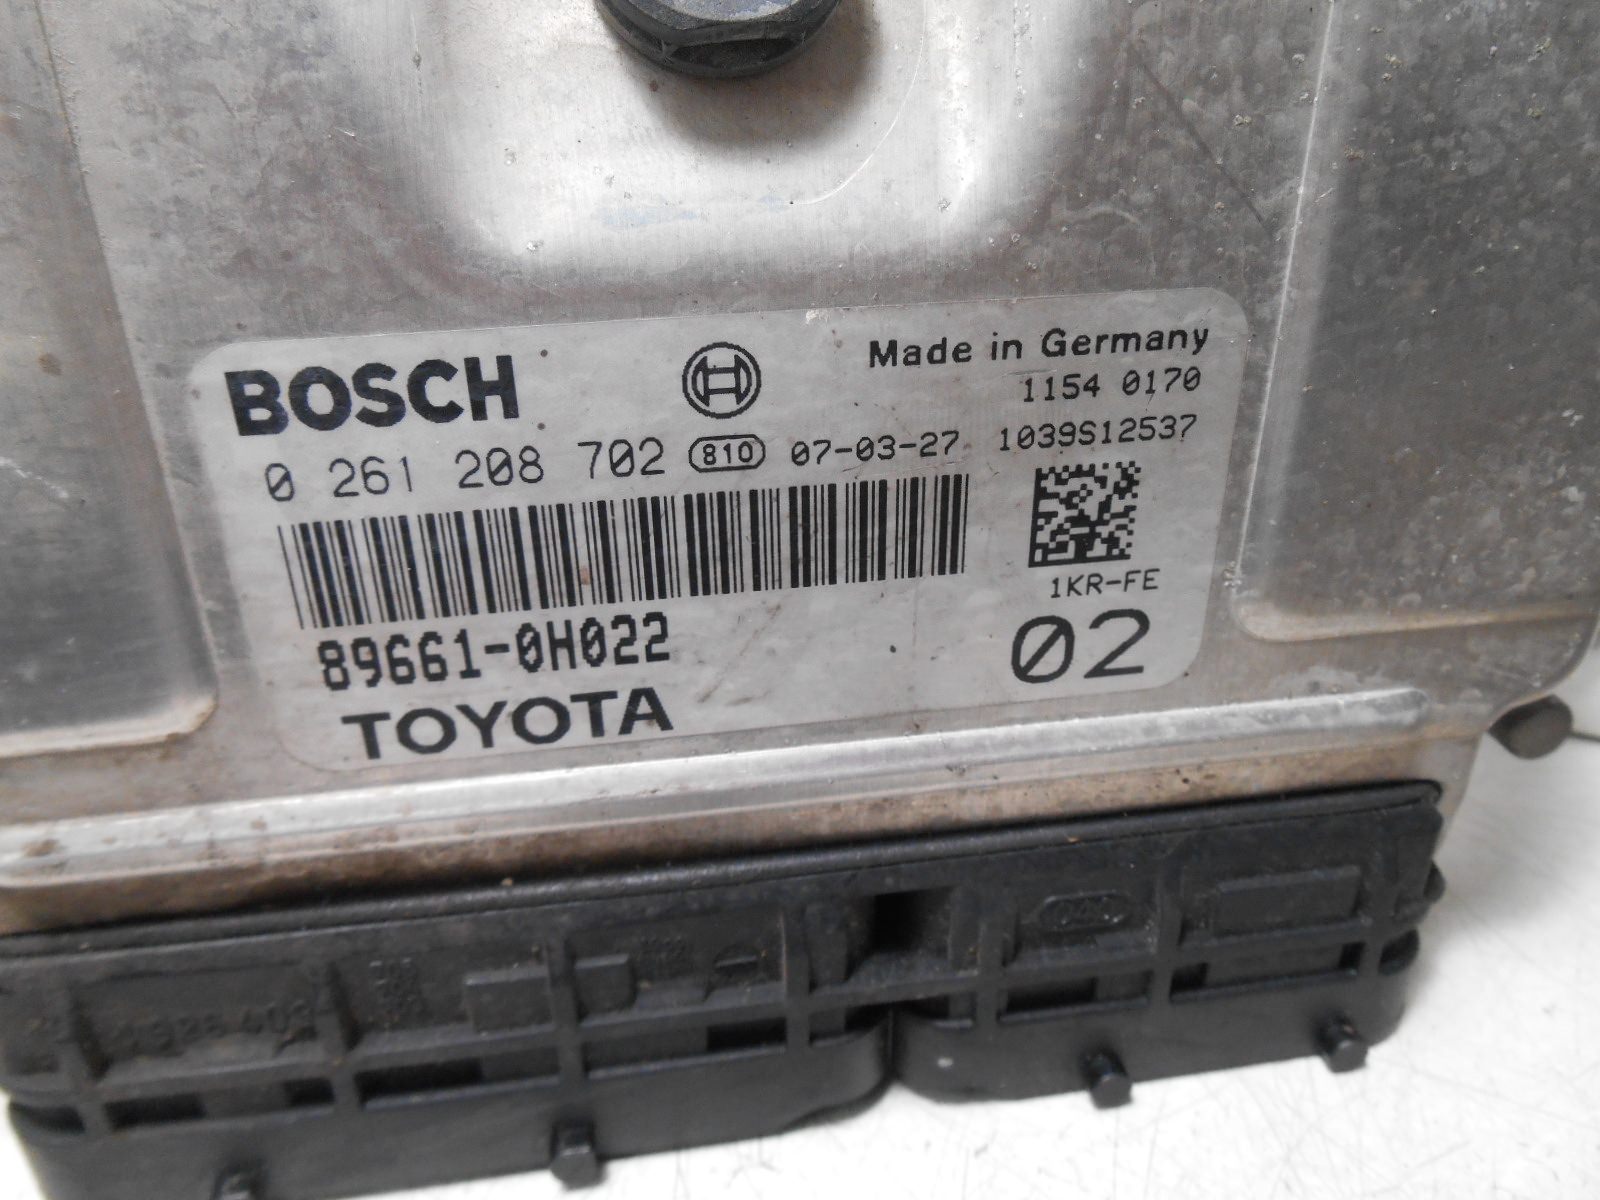 BOSCH
Made in Germany
1154 0170
0 261 208 702 810 07-03-27 1039S12537
1KR-FE
89661-0H022
02
TOYOTA